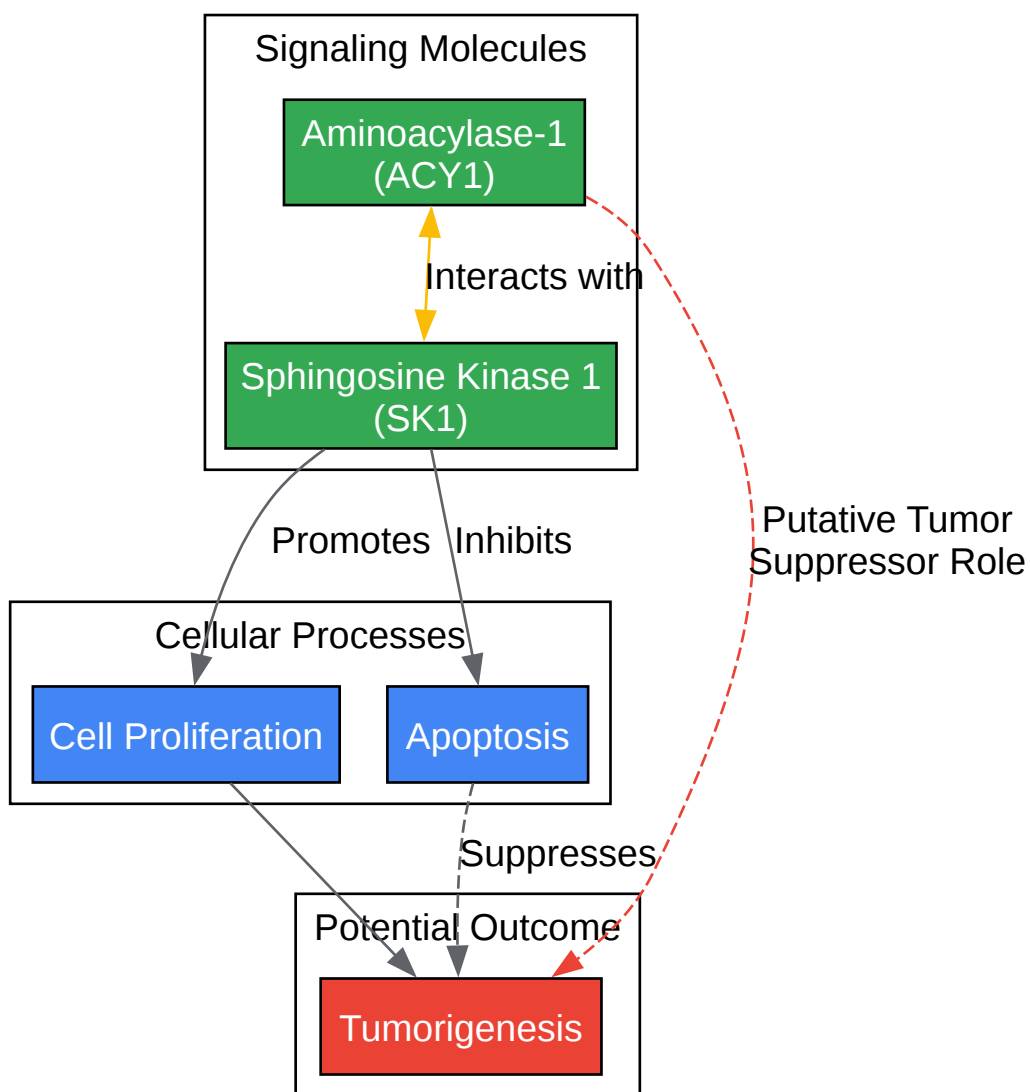 Signaling Molecules
Aminoacylase-1
(ACY1)
Interacts with
Sphingosine Kinase 1
(SK1)
Promotes
Inhibits
Putative Tumor
Suppressor Role
Cellular Processes
Cell Proliferation
Apoptosis
Suppresses
Potential Outcome
Tumorigenesis